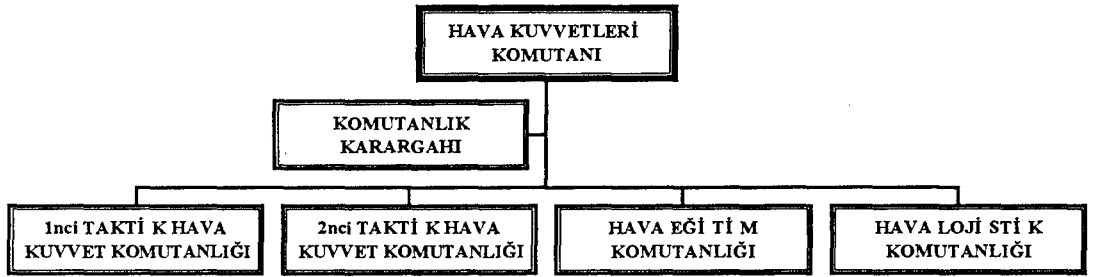 HAVA KUVVETLERİ
KOMUTANI
KOMUTANLIK
KARARGAHI
1nci TAKTİ K HAVA
KUVVET KOMUTANLIĞI
2nci TAKTİ K HAVA
KUVVET KOMUTANLIĞI
HAVA EĞİ Tİ M
KOMUTANLIĞI
HAVA LOJİ STİ K
KOMUTANLIĞI